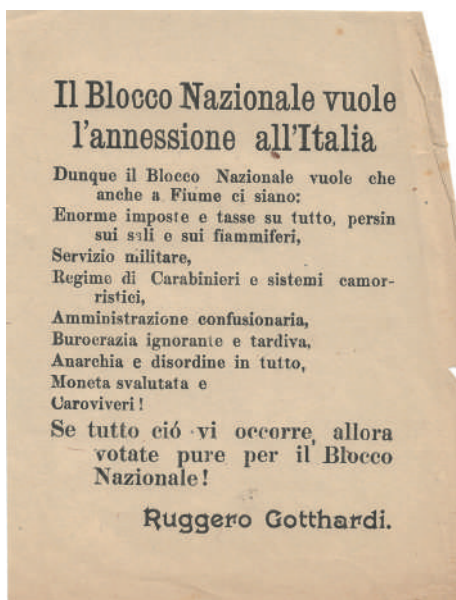 Il Blocco Nazionale vuole
l'annessione all'Italia
Dunque il Blocco Nazionale vuole che
anche a Fiume ci siano:
Enorme imposte e tasse su tutto, persin
sui sali e sui fiammiferi,
Servizio militare,
Regime di Carabinieri e sistemi camor-
ristici,
Amministrazione confusionaria,
Burocrazia ignorante e tardiva,
Anarchia e disordine in tutto,
Moneta svalutata e
Caroviveri!
Se tutto ció vi occorre, allora
votate pure per il Blocco
Nazionale!
Ruggero Gotthardi.